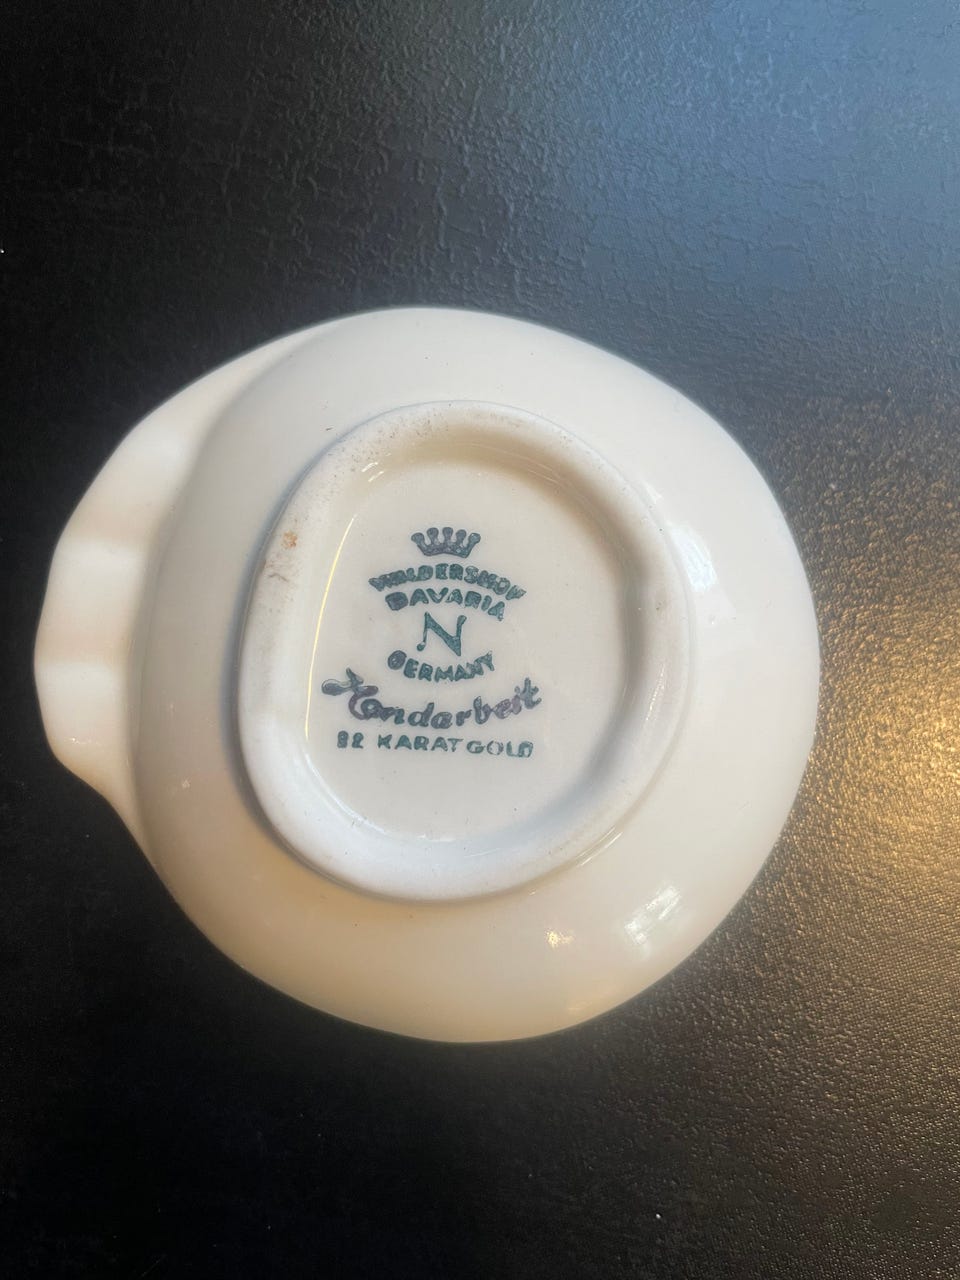 WALDERSHOF
BAVARIA
N
GERMANY
Handarbeit
22 KARAT GOLD